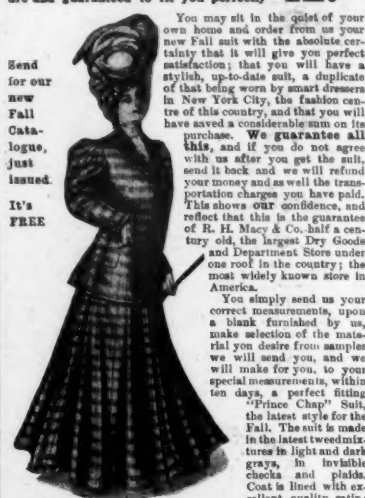 You may sit in the quiet of your
own home and order from us your
new Fall suit with the absolute cer-
tainty that it will give you perfect
satisfaction; that you will have a
stylish, up-to-date suit, a duplicate
of that being worn by smart dressers
in New York City, the fashion cen-
tre of this country, and that you will
have saved a considerable sum on its
purchase. We guarantee all
this, and if you do not agree
with us after you get the suit,
send it back and we will refund
your money and as well the trans-
portation charges you have paid.
This shows our confidence, and
reflect that this is the guarantee
of R. H. Macy & Co. half a cen-
tury old, the largest Dry Goods
and Department Store under
one roof in the country; the
most widely known store in
America.
You simply send us your
correct measurements, upon
a blank furnished by us,
make selection of the mate-
rial you desire from samples
we will send you, and we
will make for you, to your
special measurements, within
ten days, a perfect fitting
"Prince Chap" Suit,
the latest style for the
Fall. The suit is made
in the latest tweed mix-
tures in light and dark
grays, in invisible
checks and plaids.
Coat is lined with ex-
Send
for our
new
Fall
Cata-
logue,
just
issued.
It's
FREE